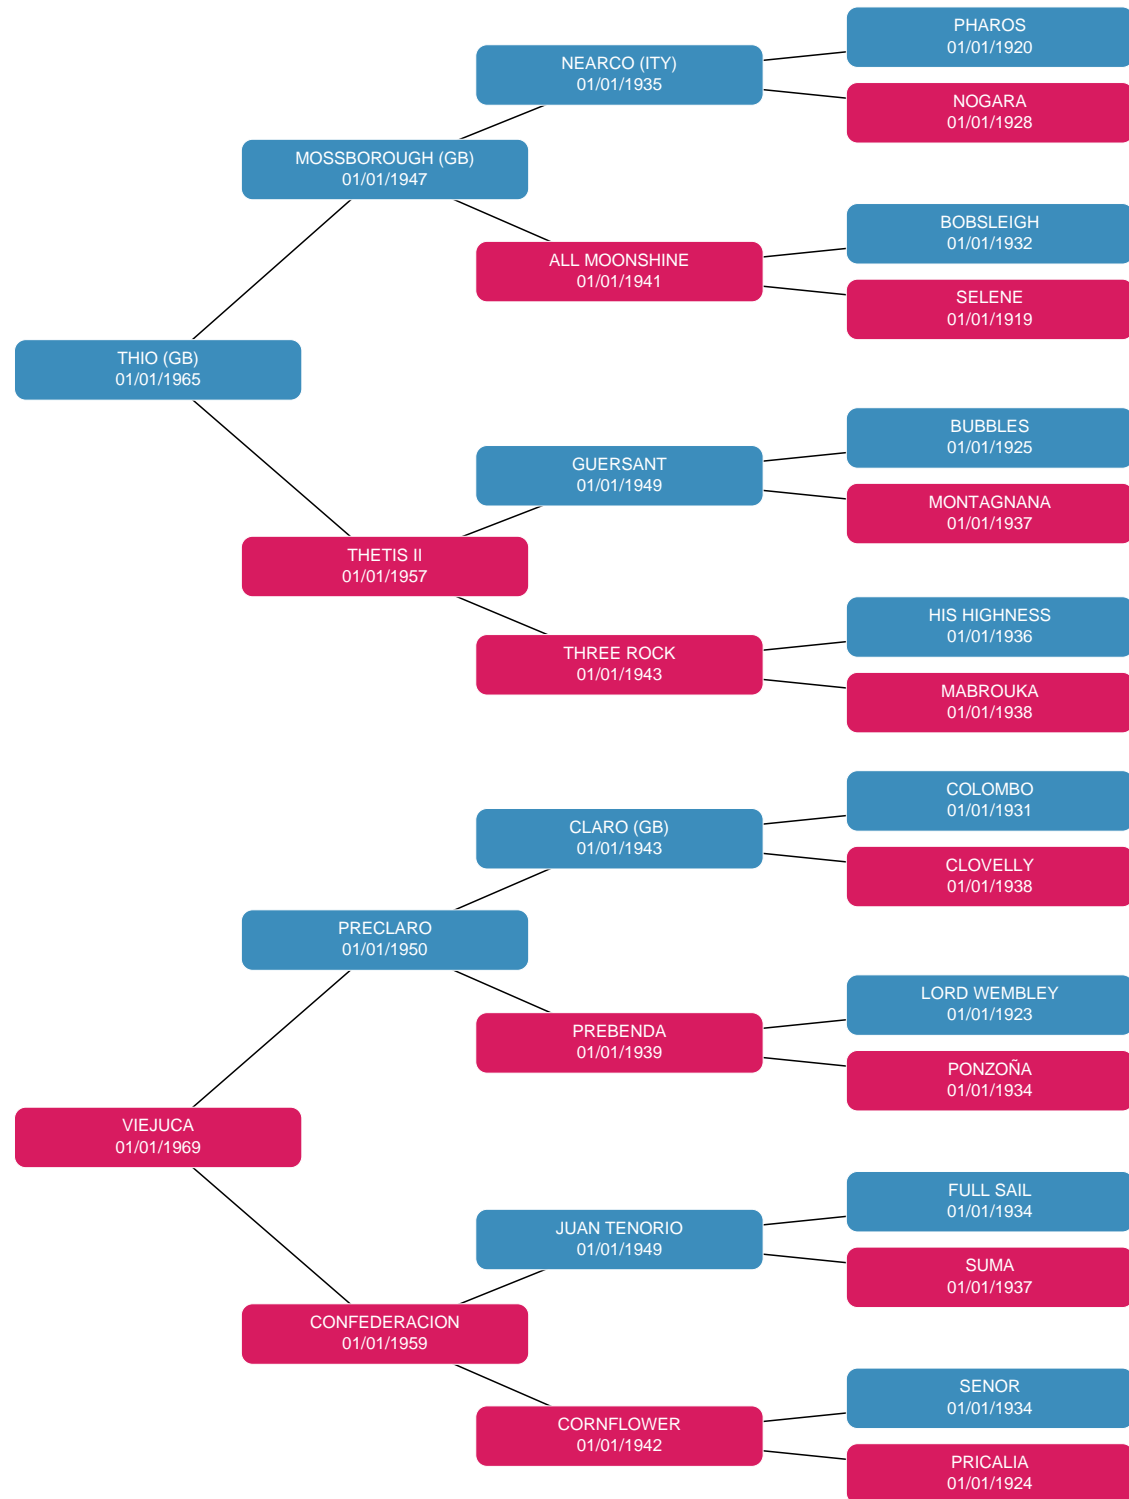 PHAROS
01/01/1920
NEARCO (ITY)
01/01/1935
NOGARA
01/01/1928
MOSSBOROUGH (GB)
01/01/1947
BOBSLEIGH
01/01/1932
ALL MOONSHINE
01/01/1941
SELENE
01/01/1919
THIO (GB)
01/01/1965
BUBBLES
01/01/1925
GUERSANT
01/01/1949
MONTAGNANA
01/01/1937
THETIS II
01/01/1957
HIS HIGHNESS
01/01/1936
THREE ROCK
01/01/1943
MABROUKA
01/01/1938
COLOMBO
01/01/1931
CLARO (GB)
01/01/1943
CLOVELLY
01/01/1938
PRECLARO
01/01/1950
LORD WEMBLEY
01/01/1923
PREBENDA
01/01/1939
PONZOÑA
01/01/1934
VIEJUCA
01/01/1969
FULL SAIL
01/01/1934
JUAN TENORIO
01/01/1949
SUMA
01/01/1937
CONFEDERACION
01/01/1959
SENOR
01/01/1934
CORNFLOWER
01/01/1942
PRICALIA
01/01/1924